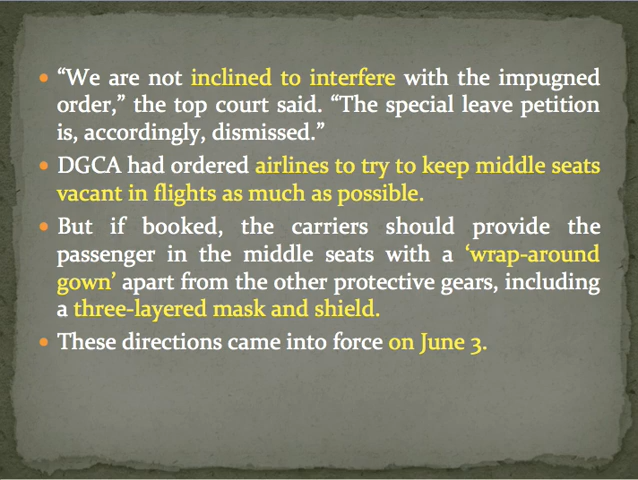 “We are not inclined to interfere with the impugned
order,” the top court said. “The special leave petition
is, accordingly, dismissed.”
DGCA had ordered airlines to try to keep middle seats
vacant in flights as much as possible.
But if booked, the carriers should provide the
passenger in the middle seats with a ‘wrap-around
gown’ apart from the other protective gears, including
a three-layered mask and shield.
These directions came into force on June 3.